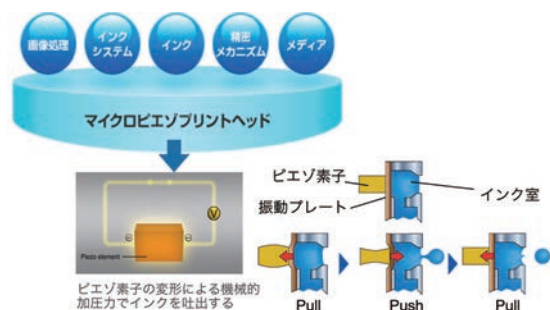 画像処理
インク
システム
インク
精密
メカニズム
メディア
マイクロピエゾプリントヘッド
V
Piezo element
ピエゾ素子の変形による機械的
加圧力でインクを吐出する
ピエゾ素子
振動プレート
インク室
Pull
Push
Pull